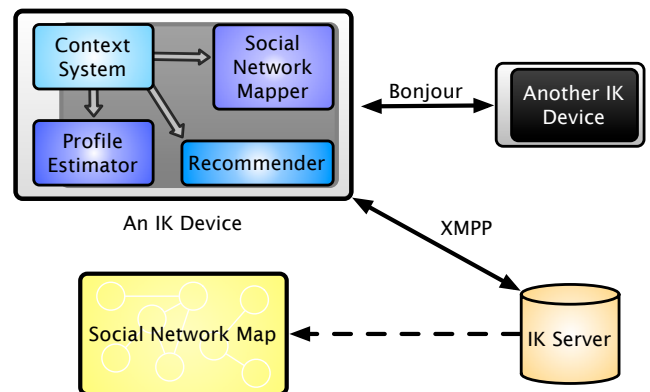 Context
System
Social
Network
Mapper
Profile
Estimator
Recommender
An IK Device
Bonjour
Another IK
Device
XMPP
Social Network Map
IK Server